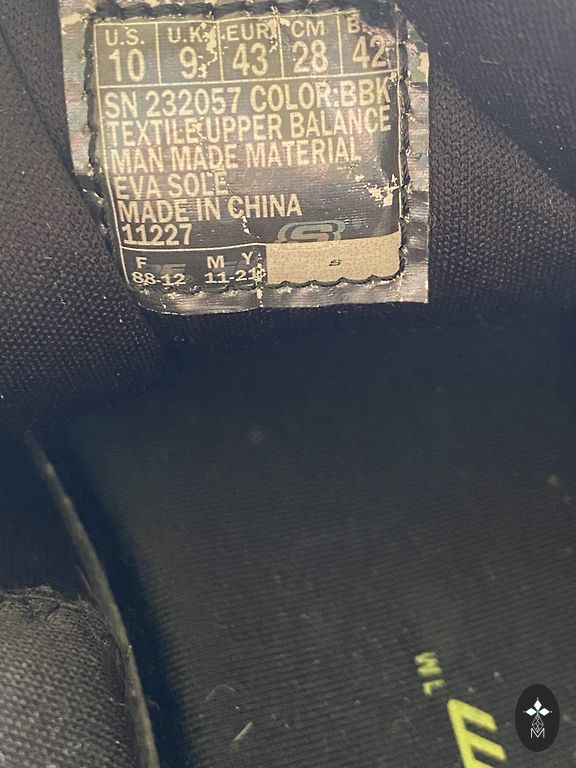 U.S. U.K. EUR CM
10 9 43 28 42
SN 232057 COLOR:BBK
TEXTILE UPPER BALANCE
MAN MADE MATERIAL
EVA SOLE
MADE IN CHINA
11227
F M Y
88-12 11-21
M